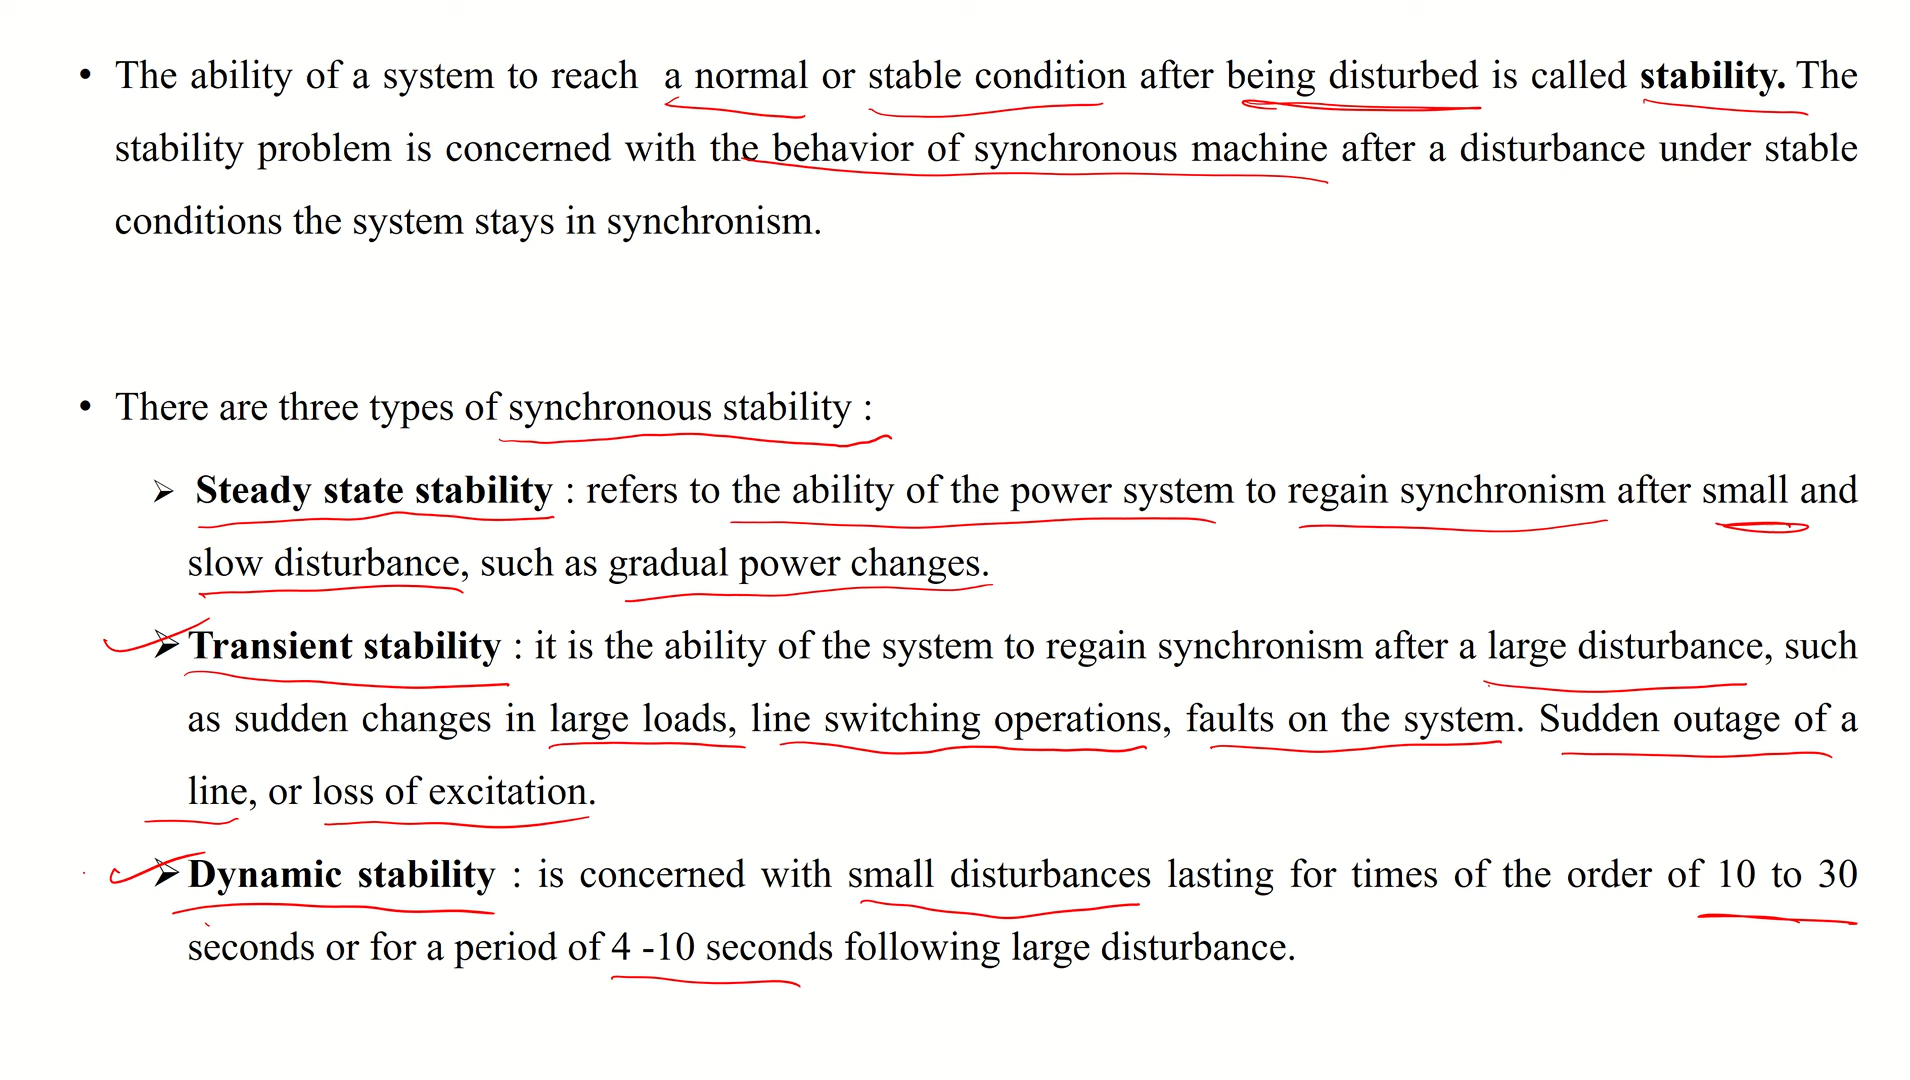 • The ability of a system to reach a normal or stable condition after being disturbed is called stability. The
stability problem is concerned with the behavior of synchronous machine after a disturbance under stable
conditions the system stays in synchronism.
• There are three types of synchronous stability :
➢ Steady state stability : refers to the ability of the power system to regain synchronism after small and
slow disturbance, such as gradual power changes.
➢ Transient stability : it is the ability of the system to regain synchronism after a large disturbance, such
as sudden changes in large loads, line switching operations, faults on the system. Sudden outage of a
line, or loss of excitation.
➢ Dynamic stability : is concerned with small disturbances lasting for times of the order of 10 to 30
seconds or for a period of 4 -10 seconds following large disturbance.